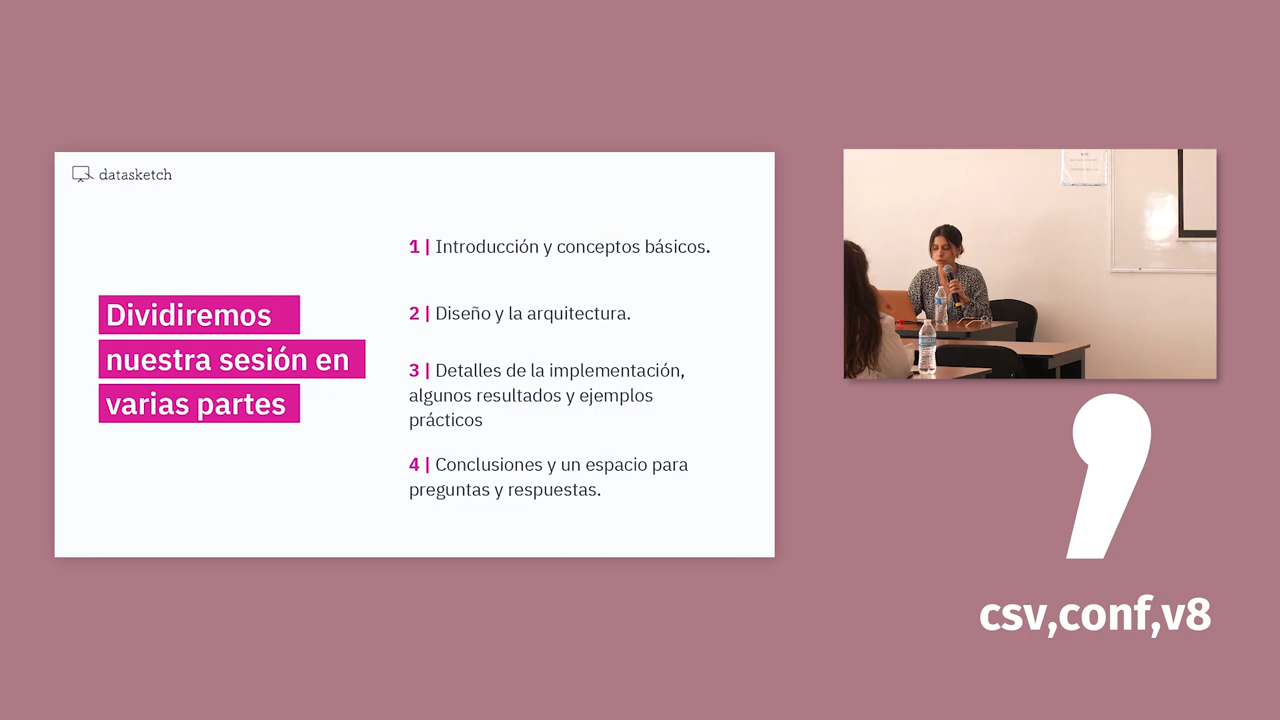 datasketch
Dividiremos
nuestra sesión en
varias partes
1 | Introducción y conceptos básicos.
2 | Diseño y la arquitectura.
3 | Detalles de la implementación,
algunos resultados y ejemplos
prácticos
4 | Conclusiones y un espacio para
preguntas y respuestas.
csv,conf,v8